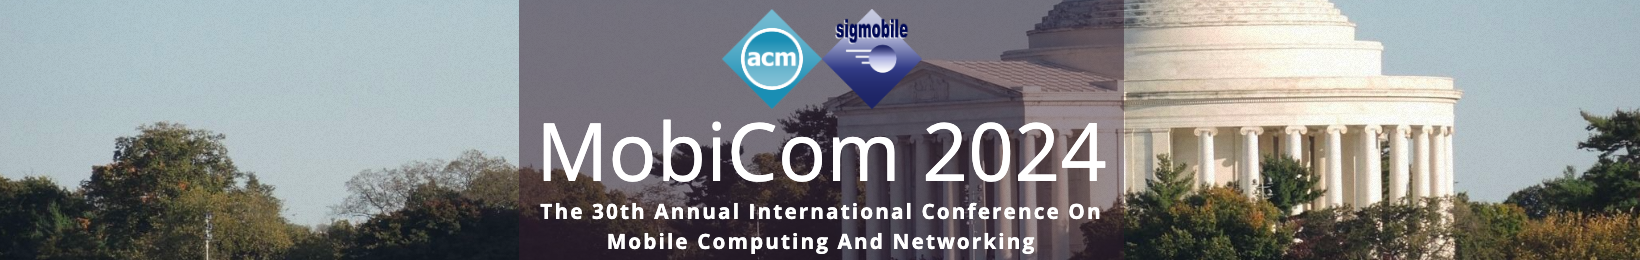 acm
sigmobile
MobiCom 2024
The 30th Annual International Conference On
Mobile Computing And Networking